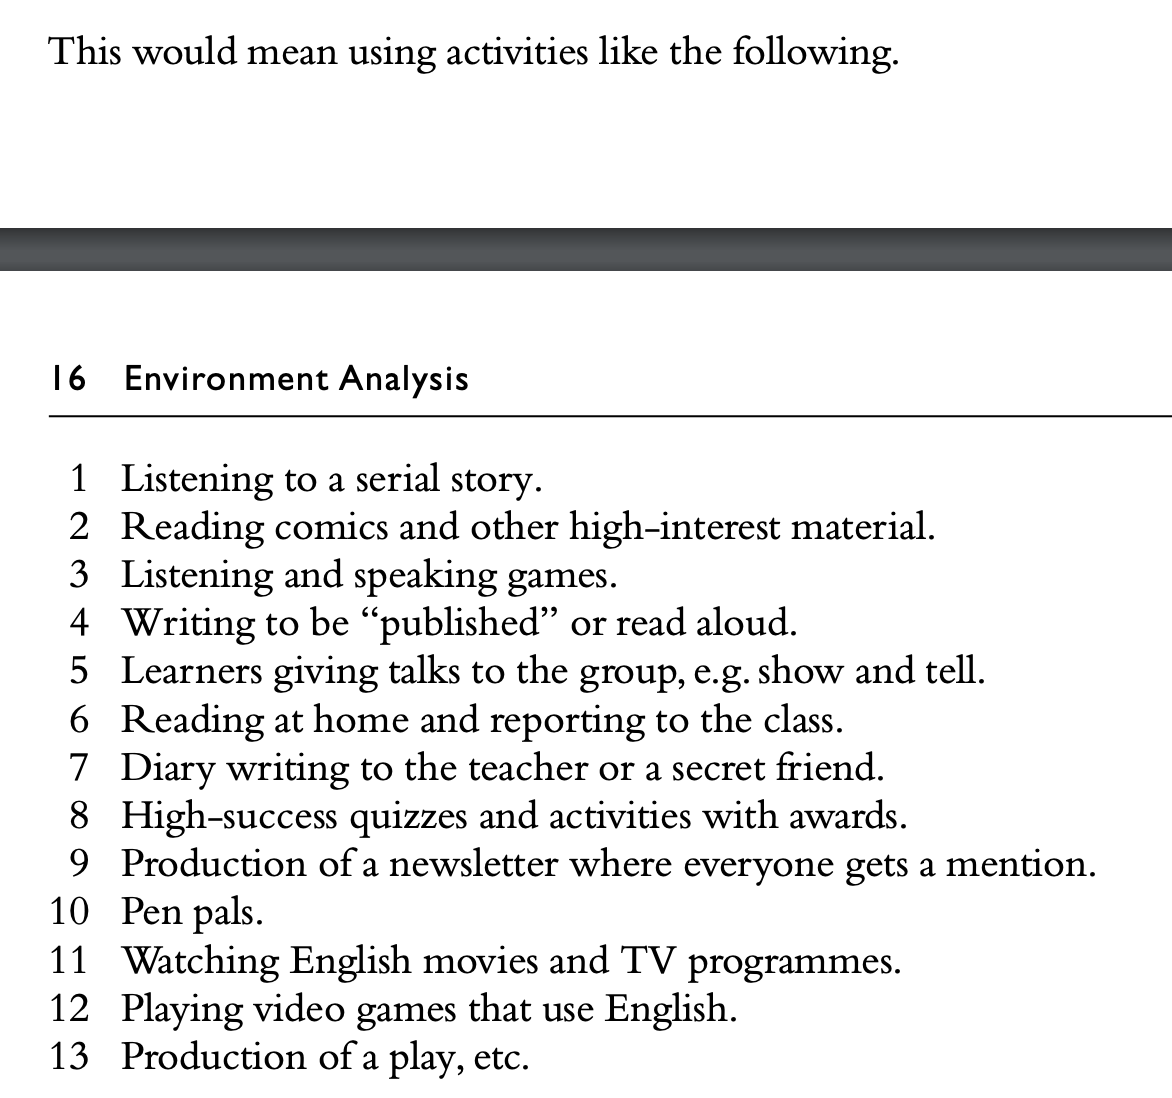 This would mean using activities like the following.
16 Environment Analysis
1 Listening to a serial story.
2 Reading comics and other high-interest material.
3 Listening and speaking games.
4 Writing to be “published” or read aloud.
5 Learners giving talks to the group, e.g. show and tell.
6 Reading at home and reporting to the class.
7 Diary writing to the teacher or a secret friend.
8 High-success quizzes and activities with awards.
9 Production of a newsletter where everyone gets a mention.
10 Pen pals.
11 Watching English movies and TV programmes.
12 Playing video games that use English.
13 Production of a play, etc.